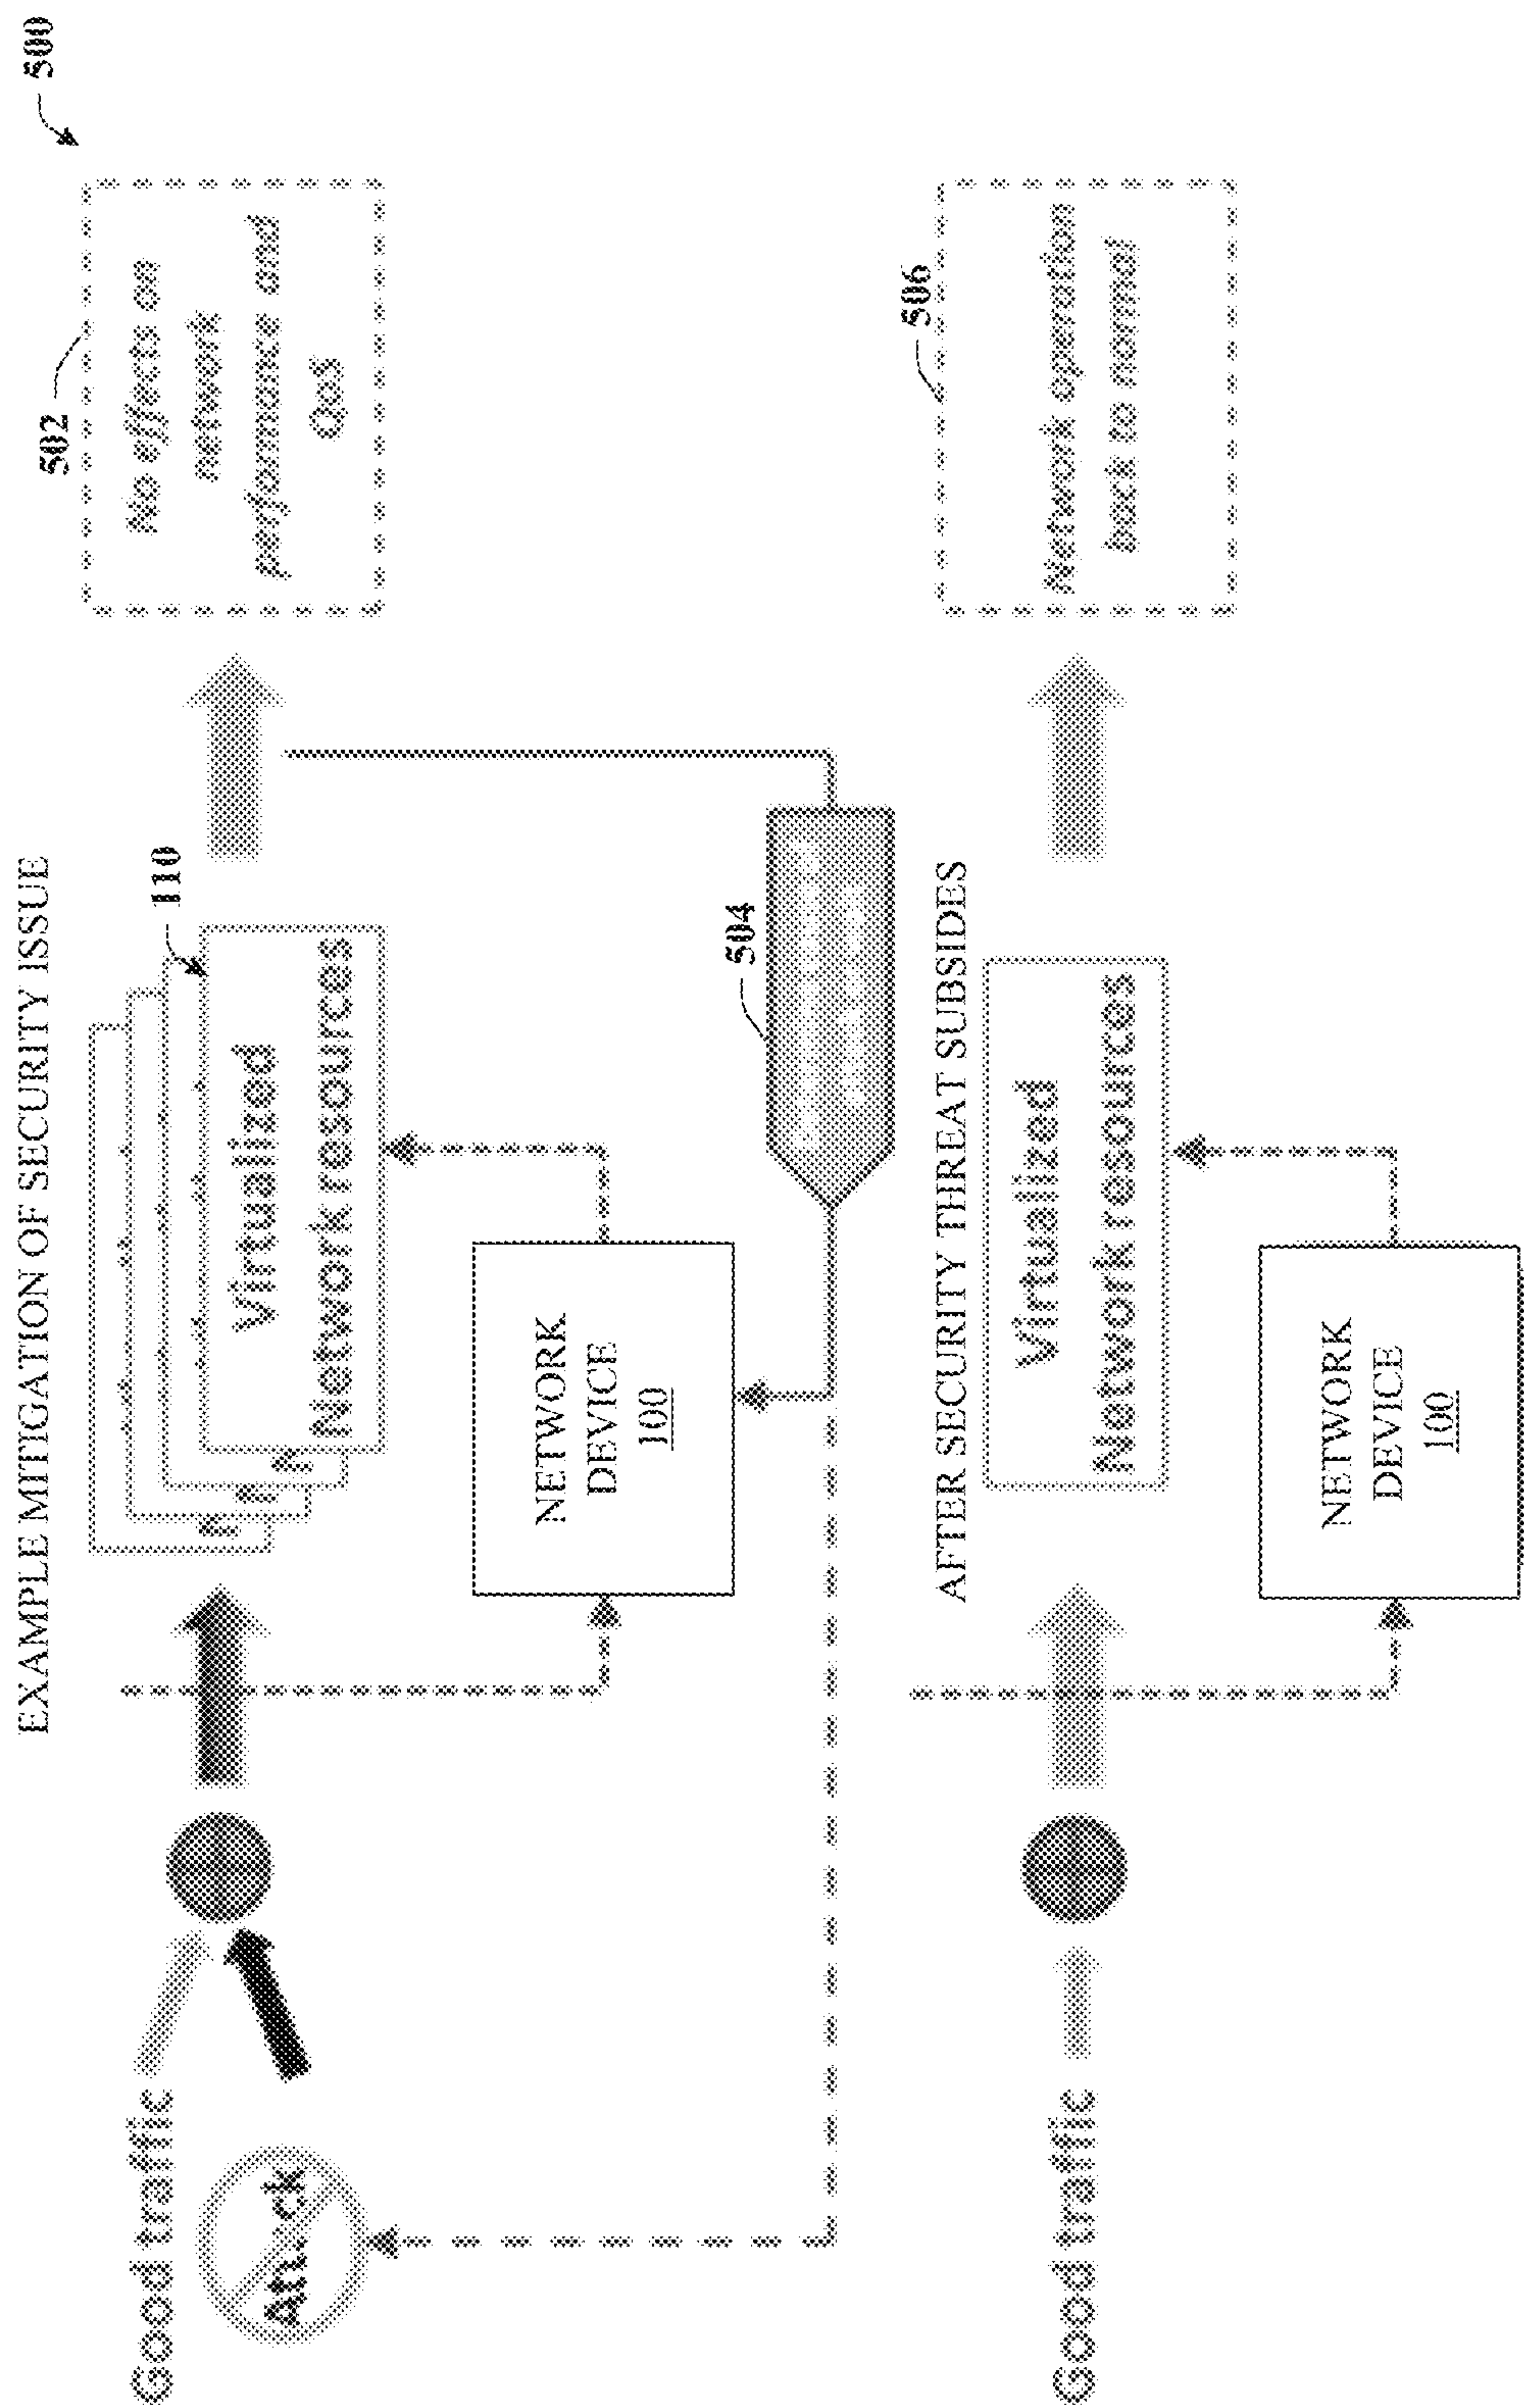 500
EXAMPLE MITIGATION OF SECURITY ISSUE
Good traffic
Attack
110
Virtualized
Network resources
502
No effects on
network
performance and
QoS
NETWORK
DEVICE
100
504
AFTER SECURITY THREAT SUBSIDES
Good traffic
Virtualized
Network resources
506
Network operation
back to normal
NETWORK
DEVICE
100